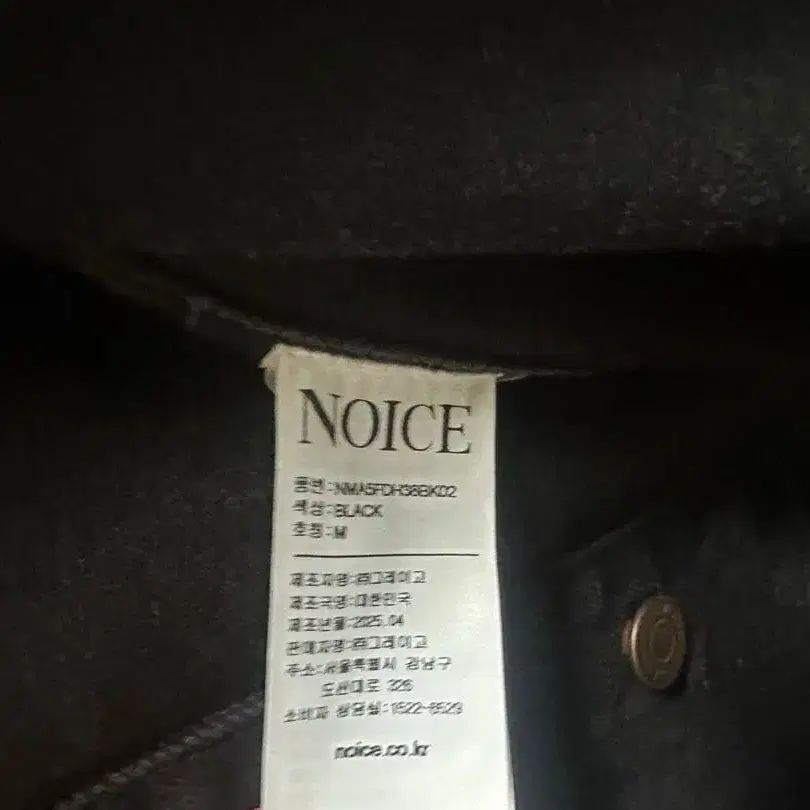 NOICE
품번:NMA5FDH38BK02
색상:BLACK
호칭:M
제조자명:㈜그레이고
제조국명:대한민국
제조년월:2025.04
판매자명:㈜그레이고
주소:서울특별시 강남구
도산대로 326
소비자 상담실:1522-6529
noice.co.kr